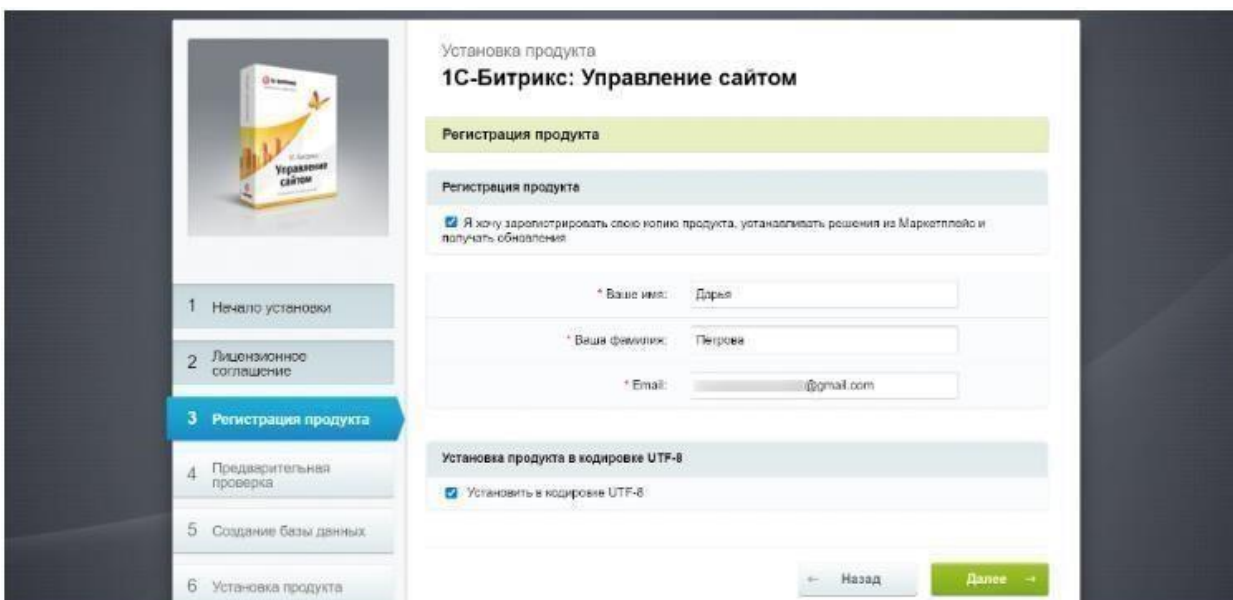 Установка продукта
1С-Битрикс: Управление сайтом
Регистрация продукта
Регистрация продукта
Я хочу зарегистрировать свою копию продукта, устанавливать решения из Маркетплейс и
получать обновления
* Ваше имя:
Дарья
* Ваша фамилия:
Петрова
* Email:
@gmail.com
Установка продукта в кодировке UTF-8
Установить в кодировке UTF-8
← Назад
Далее →
Управление
сайтом
1 Начало установки
2 Лицензионное
соглашение
3 Регистрация продукта
4 Предварительная
проверка
5 Создание базы данных
6 Установка продукта